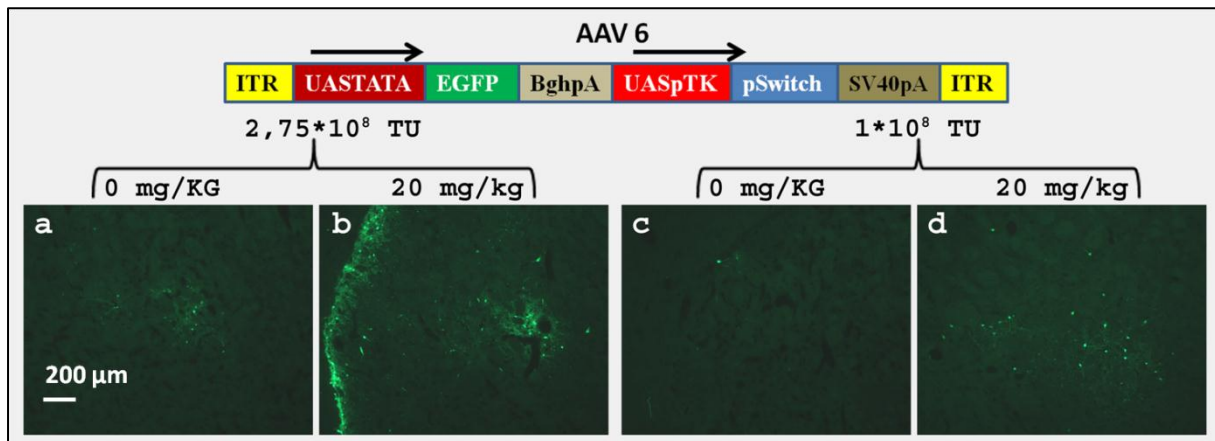 AAV 6
ITR UASTATA EGFP BghpA UASpTK pSwitch SV40pA ITR
2,75*10⁸ TU 1*10⁸ TU
0 mg/KG 20 mg/kg 0 mg/KG 20 mg/kg
a b c d
200 µm